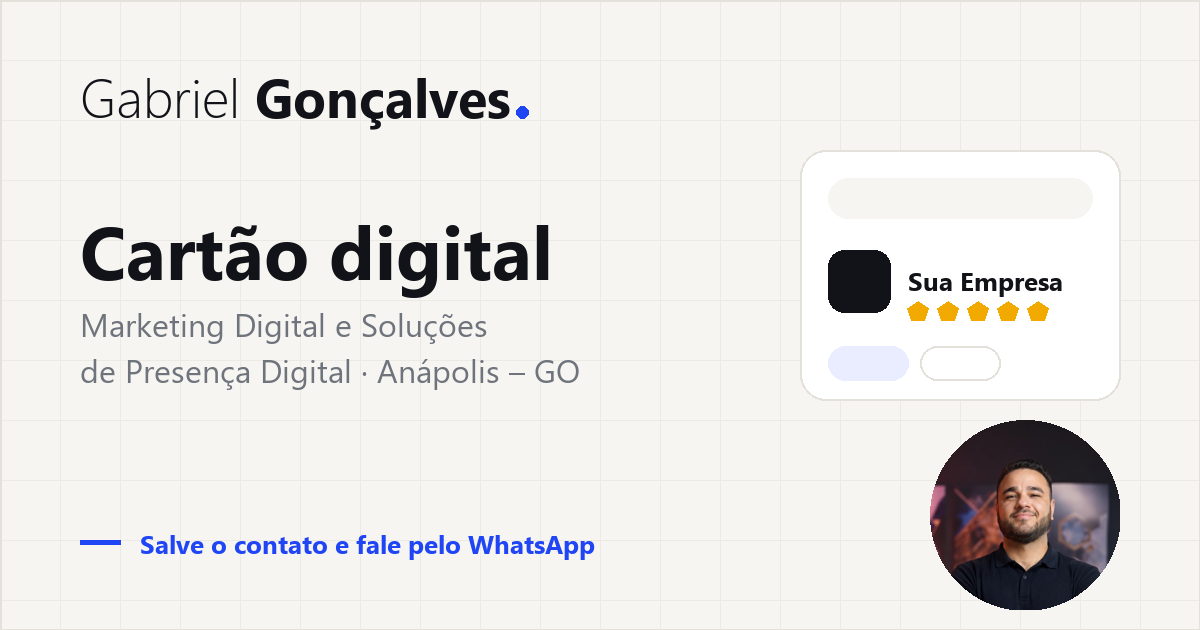 Gabriel Gonçalves.
Cartão digital
Marketing Digital e Soluções
de Presença Digital · Anápolis – GO
Sua Empresa
Salve o contato e fale pelo WhatsApp